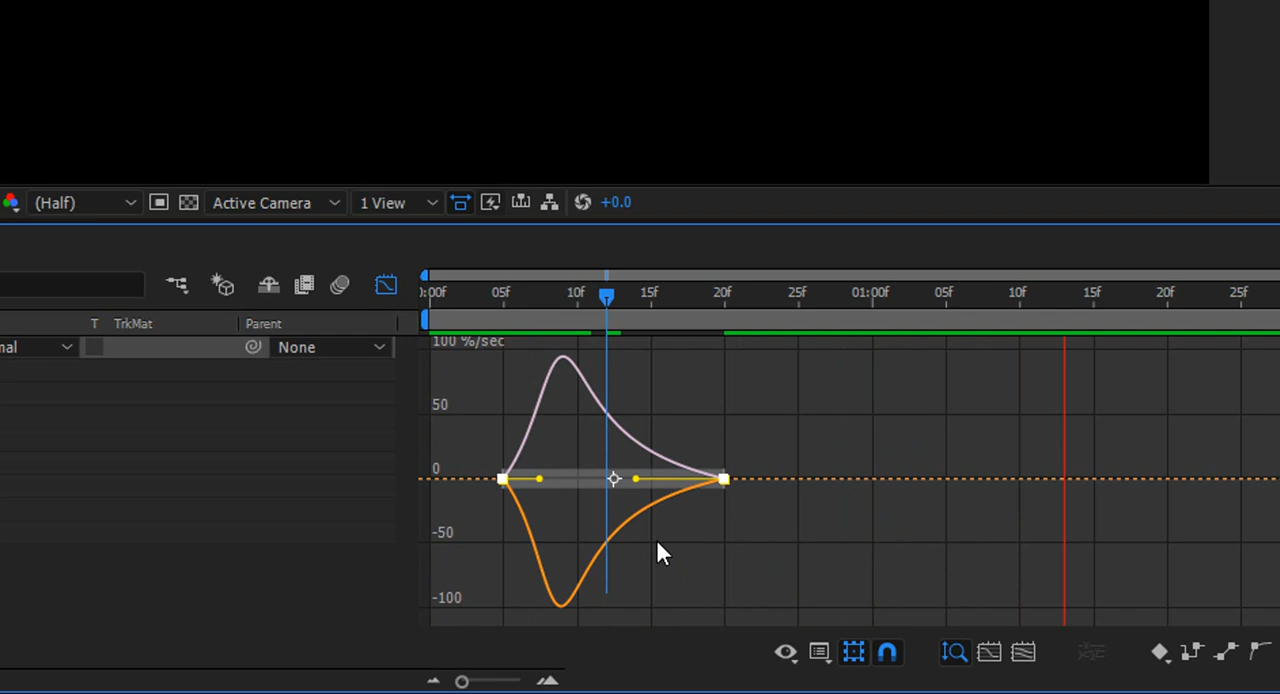 (Half) Active Camera 1 View +0.0
):00f 05f 10f 15f 20f 25f 01:00f 05f 10f 15f 20f 25f
T TrkMat Parent
nal None
100 %/sec
50
0
-50
-100